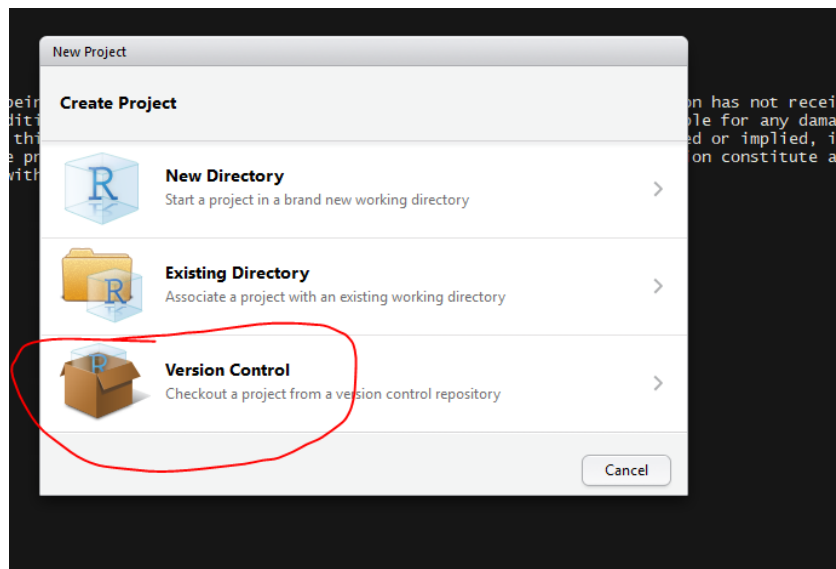 New Project
Create Project
New Directory
Start a project in a brand new working directory
Existing Directory
Associate a project with an existing working directory
Version Control
Checkout a project from a version control repository
Cancel
on has not recei
le for any dama
ed or implied, i
on constitute a
thi
with